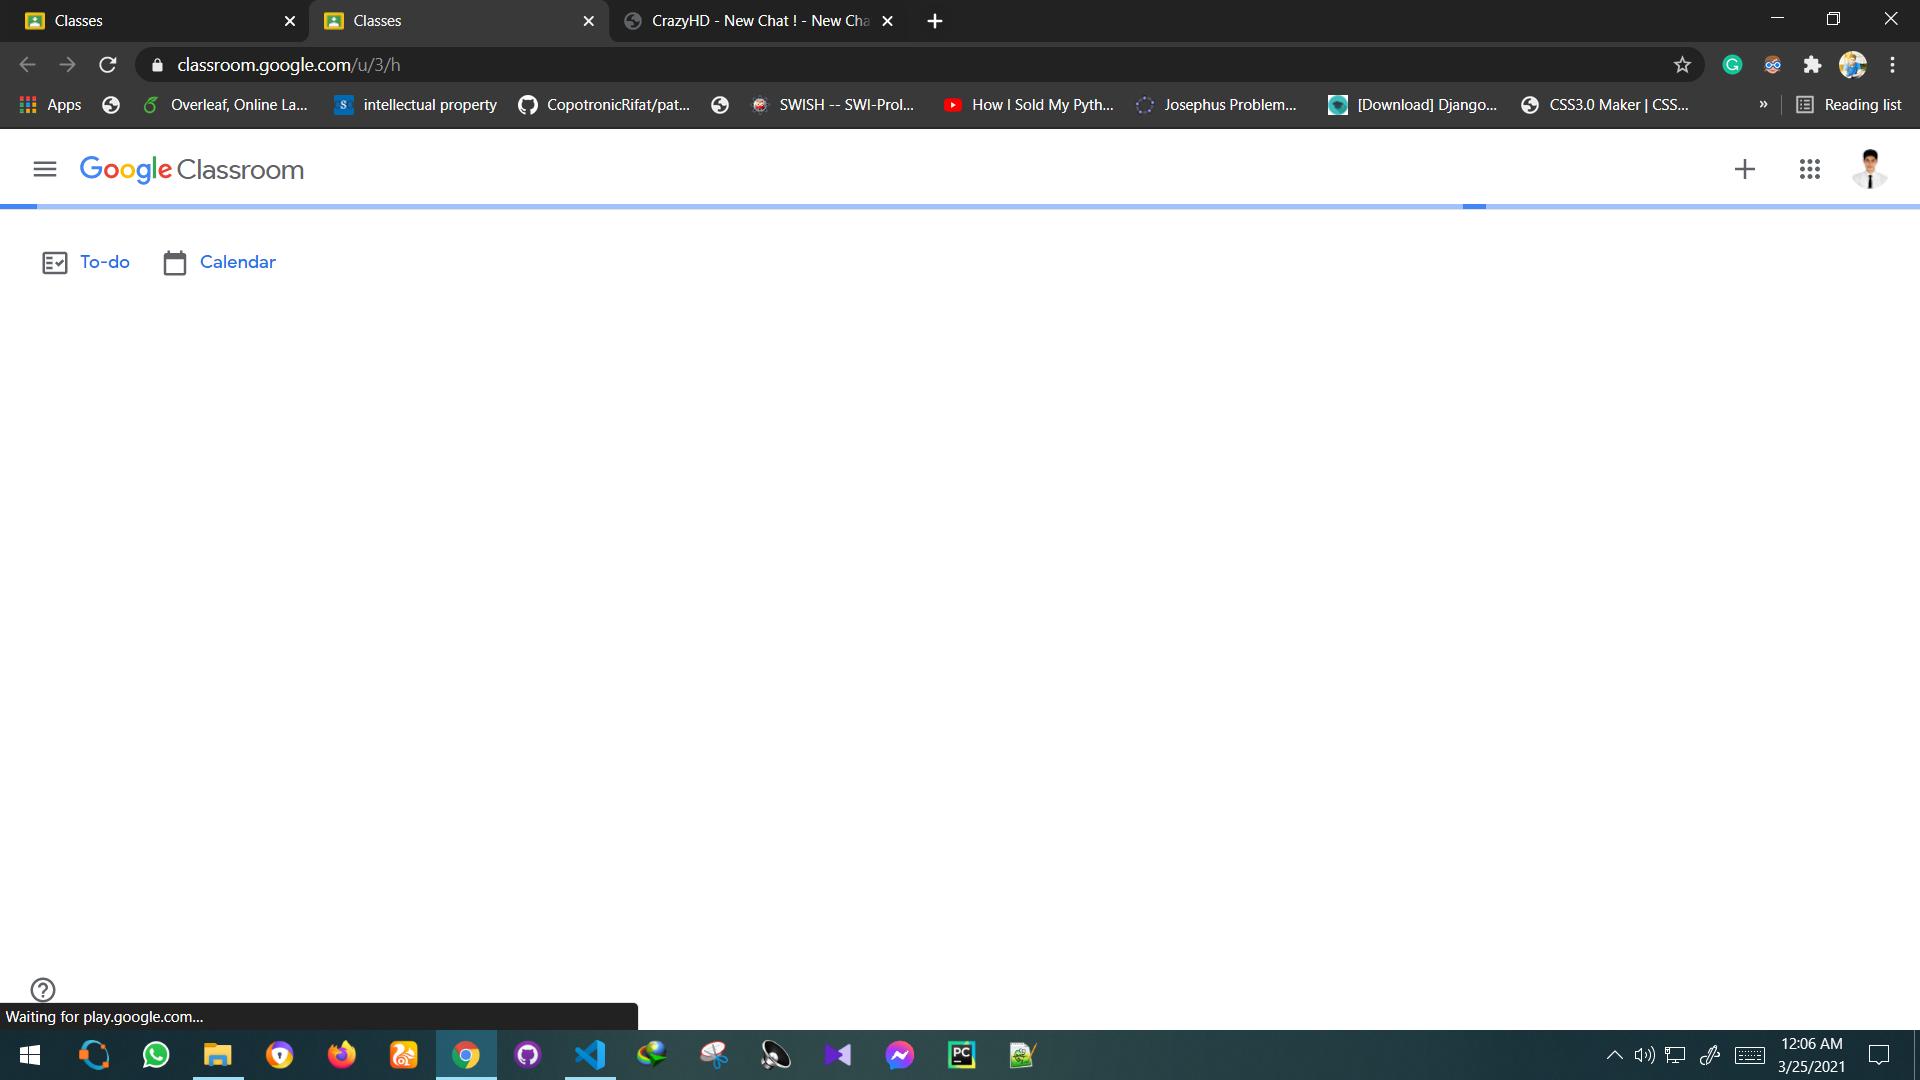 Classes
Classes
CrazyHD - New Chat ! - New Cha
classroom.google.com/u/3/h
Apps
Overleaf, Online La...
intellectual property
CopotronicRifat/pat...
SWISH -- SWI-Prol...
How I Sold My Pyth...
Josephus Problem...
[Download] Django...
CSS3.0 Maker | CSS...
»
Reading list
Google Classroom
To-do
Calendar
Waiting for play.google.com...
12:06 AM
3/25/2021